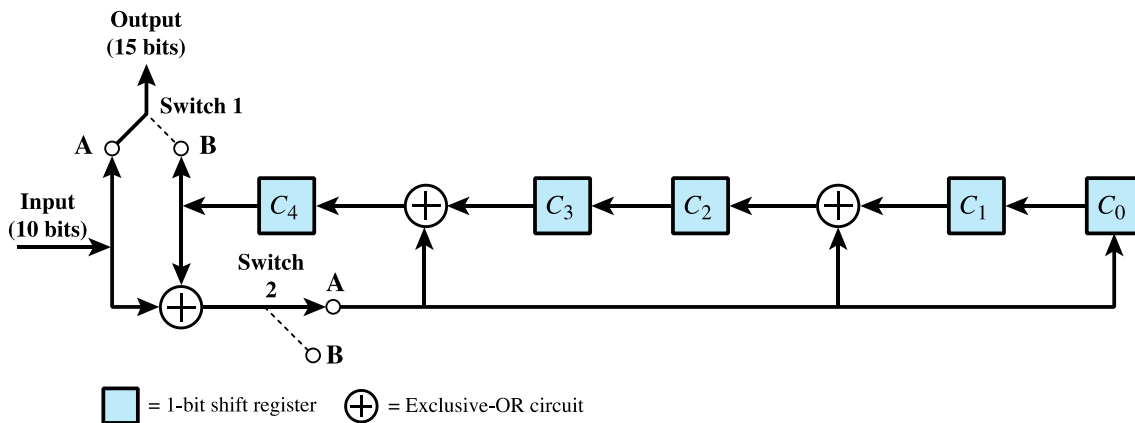 Output
(15 bits)
Switch 1
A
B
Input
(10 bits)
C4
C3
C2
C1
C0
Switch
2
A
B
= 1-bit shift register
= Exclusive-OR circuit